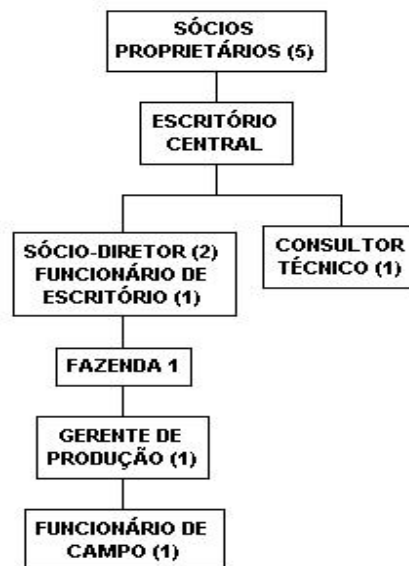 SÓCIOS
PROPRIETÁRIOS (5)
ESCRITÓRIO
CENTRAL
SÓCIO-DIRETOR (2)
FUNCIONÁRIO DE
ESCRITÓRIO (1)
CONSULTOR
TÉCNICO (1)
FAZENDA 1
GERENTE DE
PRODUÇÃO (1)
FUNCIONÁRIO DE
CAMPO (1)